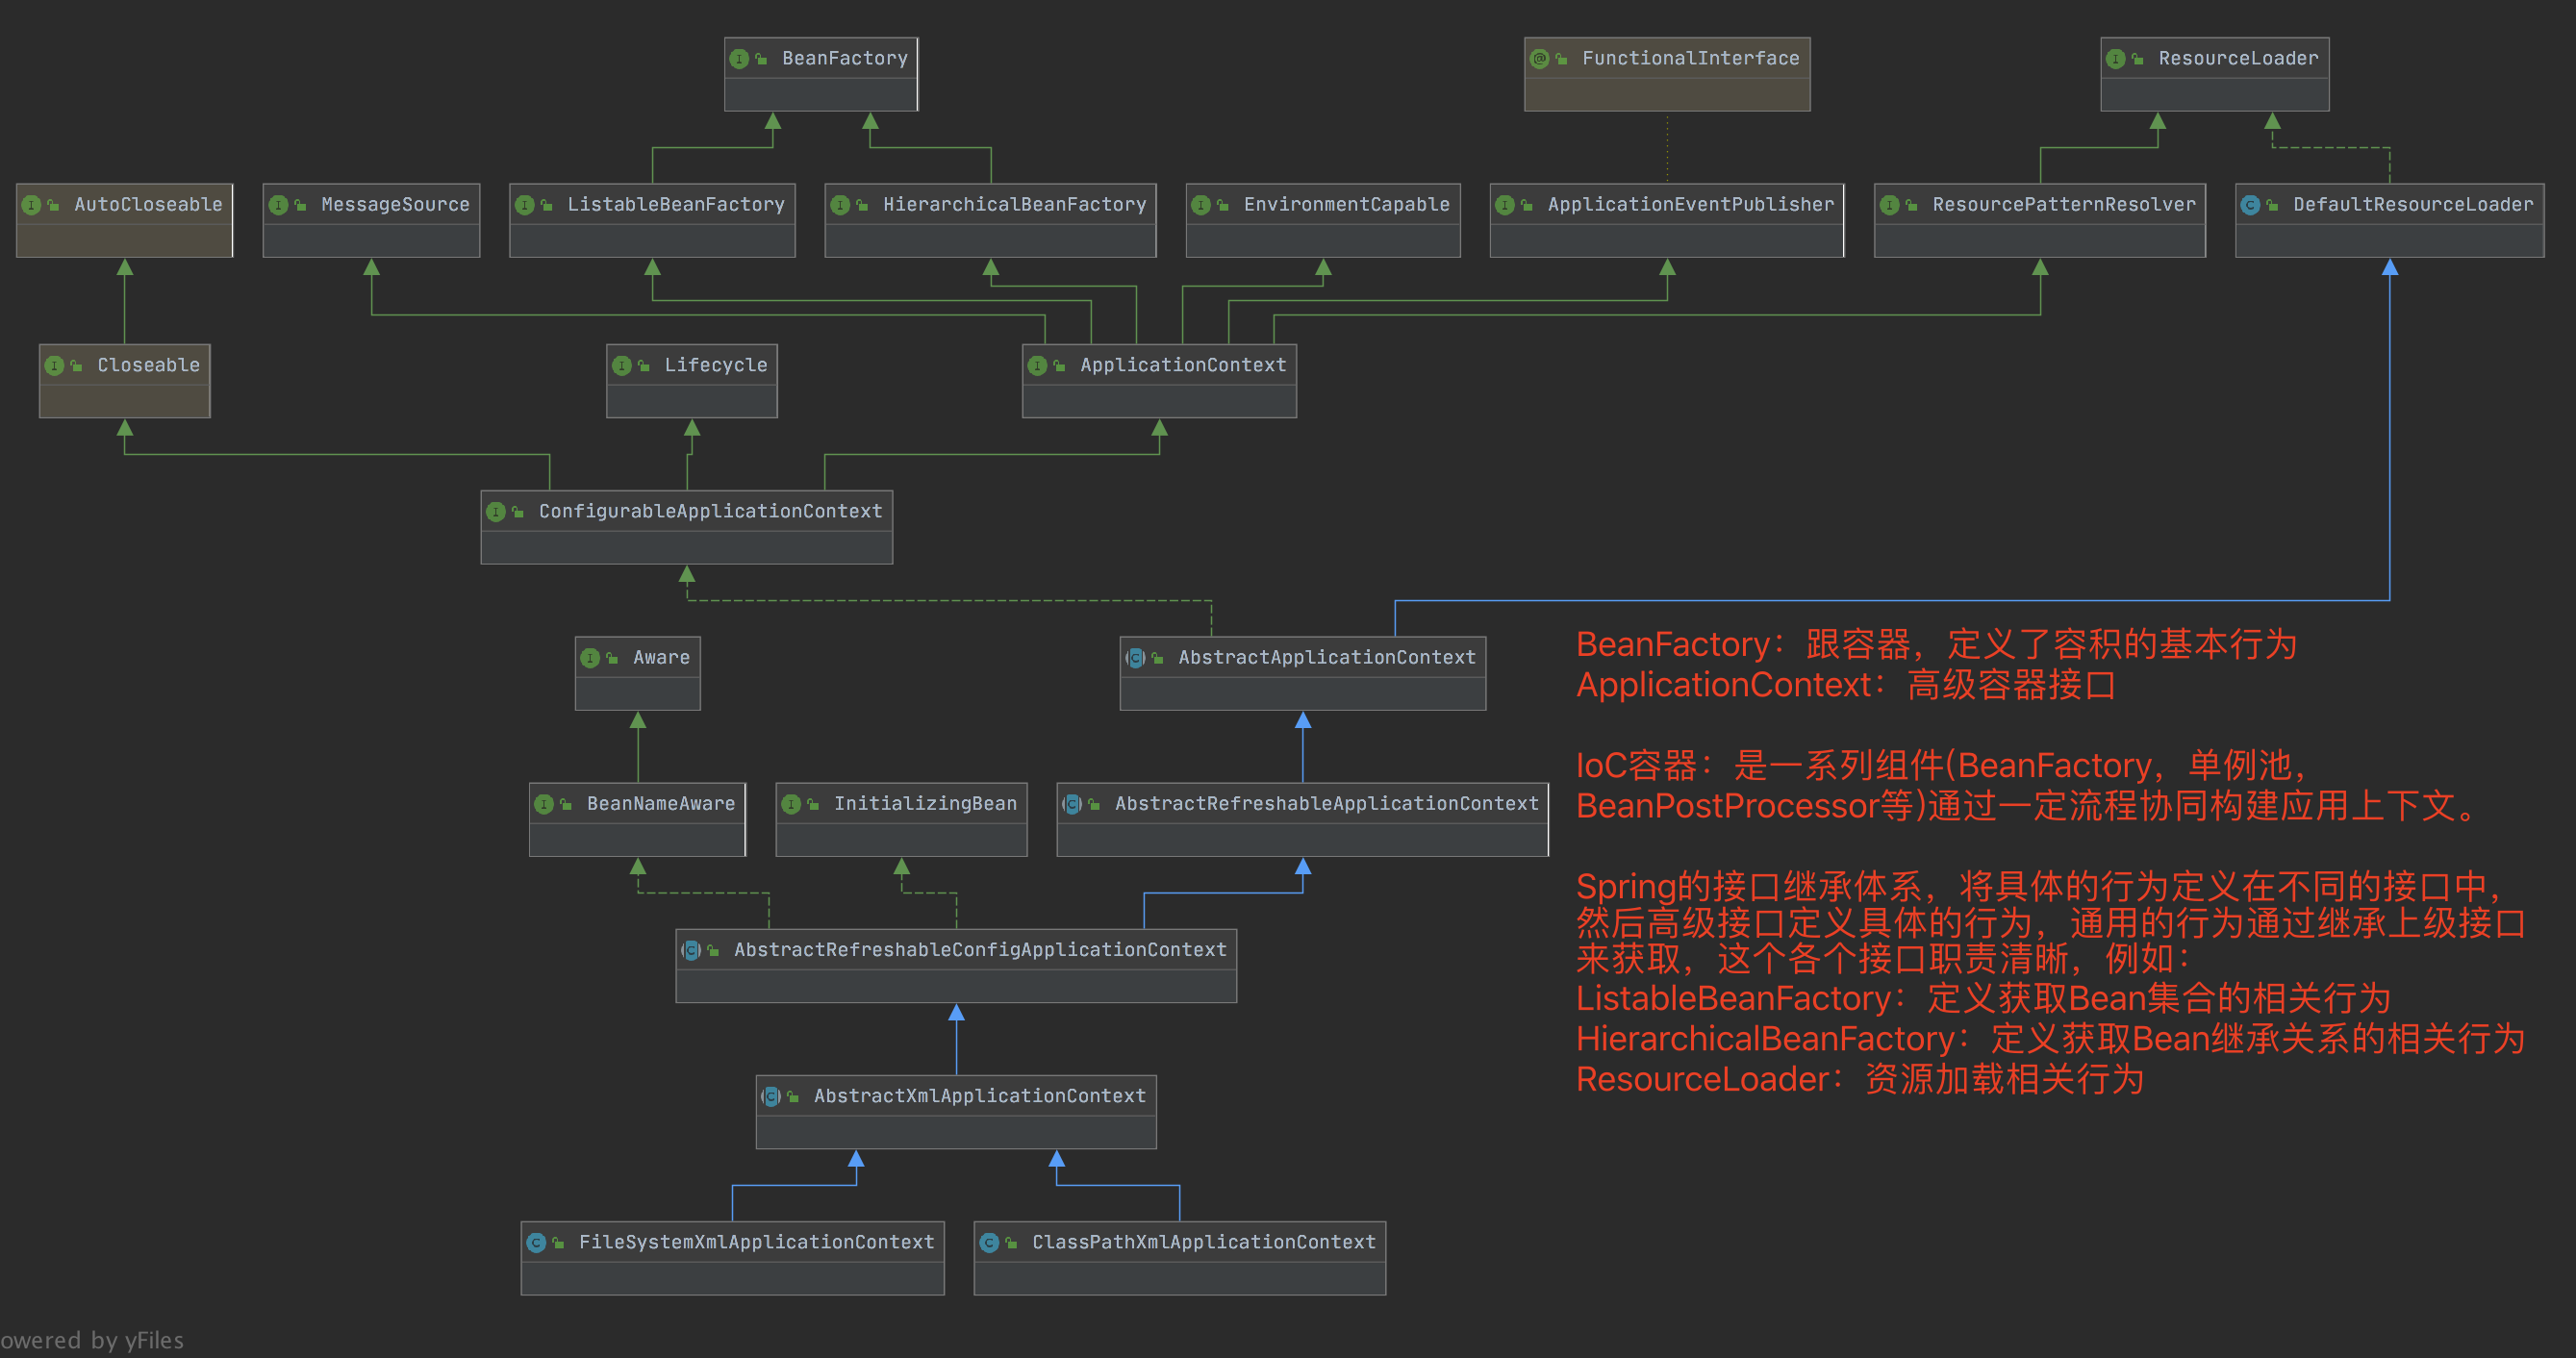 BeanFactory
FunctionalInterface
ResourceLoader
AutoCloseable
MessageSource
ListableBeanFactory
HierarchicalBeanFactory
EnvironmentCapable
ApplicationEventPublisher
ResourcePatternResolver
DefaultResourceLoader
Closeable
Lifecycle
ApplicationContext
ConfigurableApplicationContext
Aware
AbstractApplicationContext
BeanNameAware
InitializingBean
AbstractRefreshableApplicationContext
AbstractRefreshableConfigApplicationContext
AbstractXmlApplicationContext
FileSystemXmlApplicationContext
ClassPathXmlApplicationContext
BeanFactory：跟容器，定义了容积的基本行为
ApplicationContext：高级容器接口
IoC容器：是一系列组件(BeanFactory，单例池，
BeanPostProcessor等)通过一定流程协同构建应用上下文。
Spring的接口继承体系，将具体的行为定义在不同的接口中，
然后高级接口定义具体的行为，通用的行为通过继承上级接口
来获取，这个各个接口职责清晰，例如：
ListableBeanFactory：定义获取Bean集合的相关行为
HierarchicalBeanFactory：定义获取Bean继承关系的相关行为
ResourceLoader：资源加载相关行为
owered by yFiles